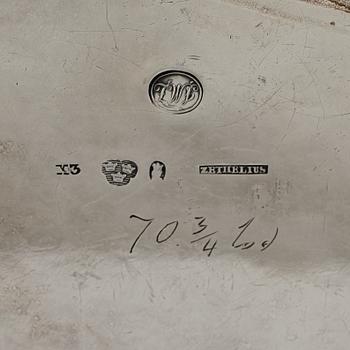 X3 ZETHELIUS
70. 3/4 lod